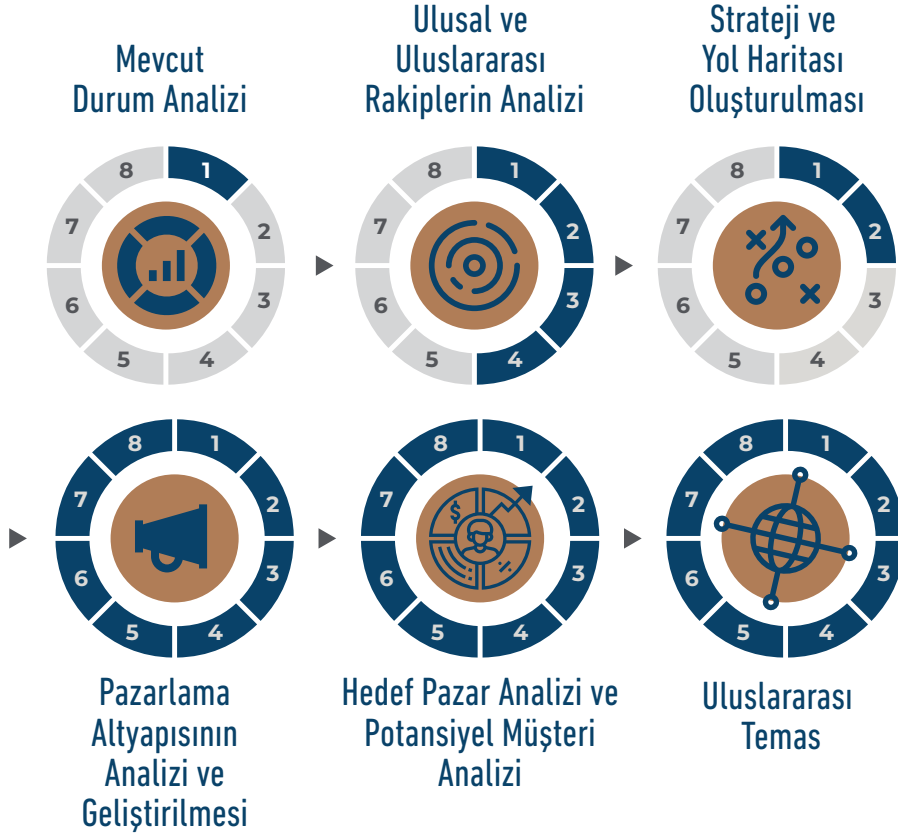 Mevcut
Durum Analizi
8 1
7 2
6 3
5 4
Ulusal ve
Uluslararası
Rakiplerin Analizi
8 1
7 2
6 3
5 4
Strateji ve
Yol Haritası
Oluşturulması
8 1
7 2
6 3
5 4
8 1
7 2
6 3
5 4
Pazarlama
Altyapısının
Analizi ve
Geliştirilmesi
8 1
7 2
$
6 3
%
5 4
Hedef Pazar Analizi ve
Potansiyel Müşteri
Analizi
8 1
7 2
6 3
5 4
Uluslararası
Temas